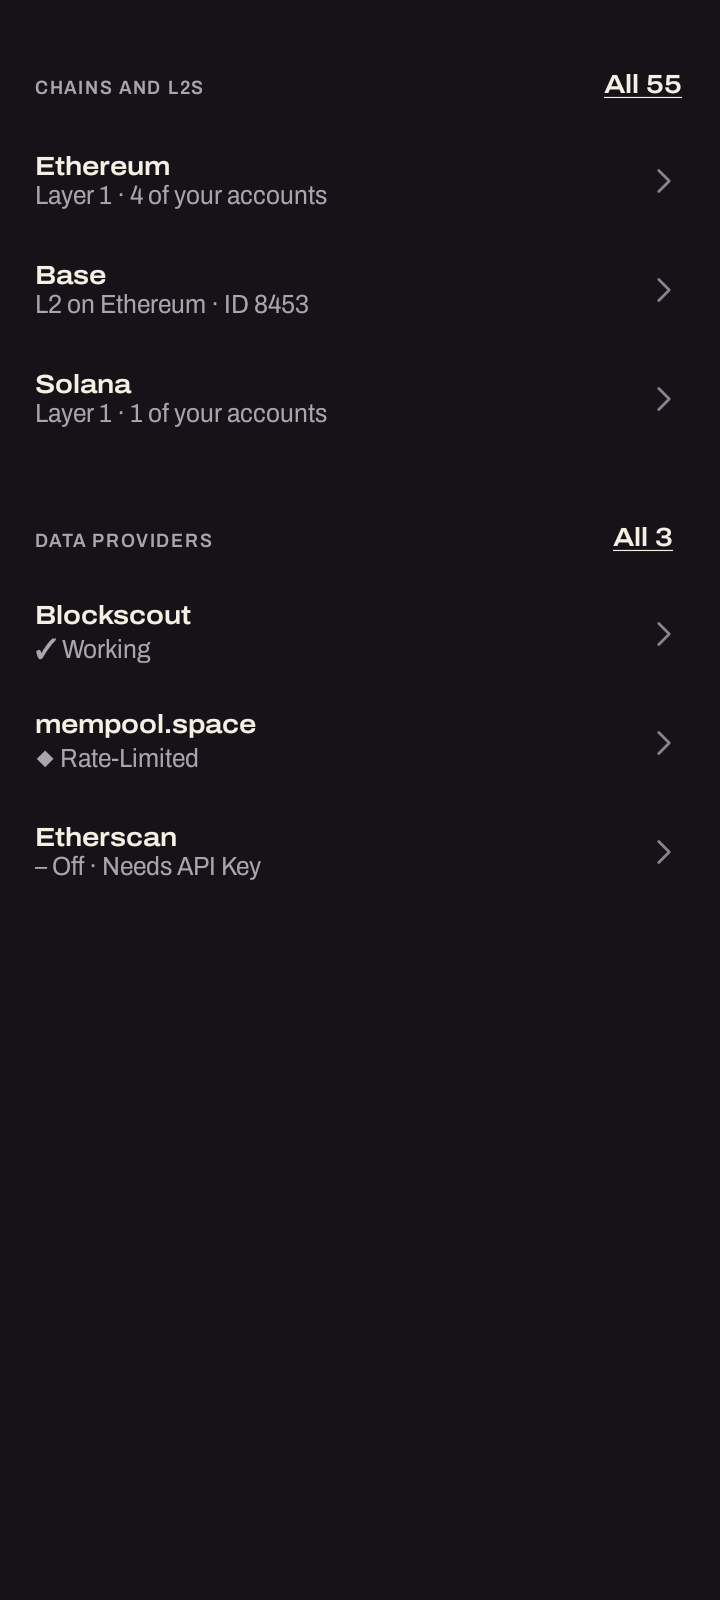 CHAINS AND L2S
All 55
Ethereum
Layer 1 · 4 of your accounts
Base
L2 on Ethereum · ID 8453
Solana
Layer 1 · 1 of your accounts
DATA PROVIDERS
All 3
Blockscout
✓ Working
mempool.space
◆ Rate-Limited
Etherscan
– Off · Needs API Key